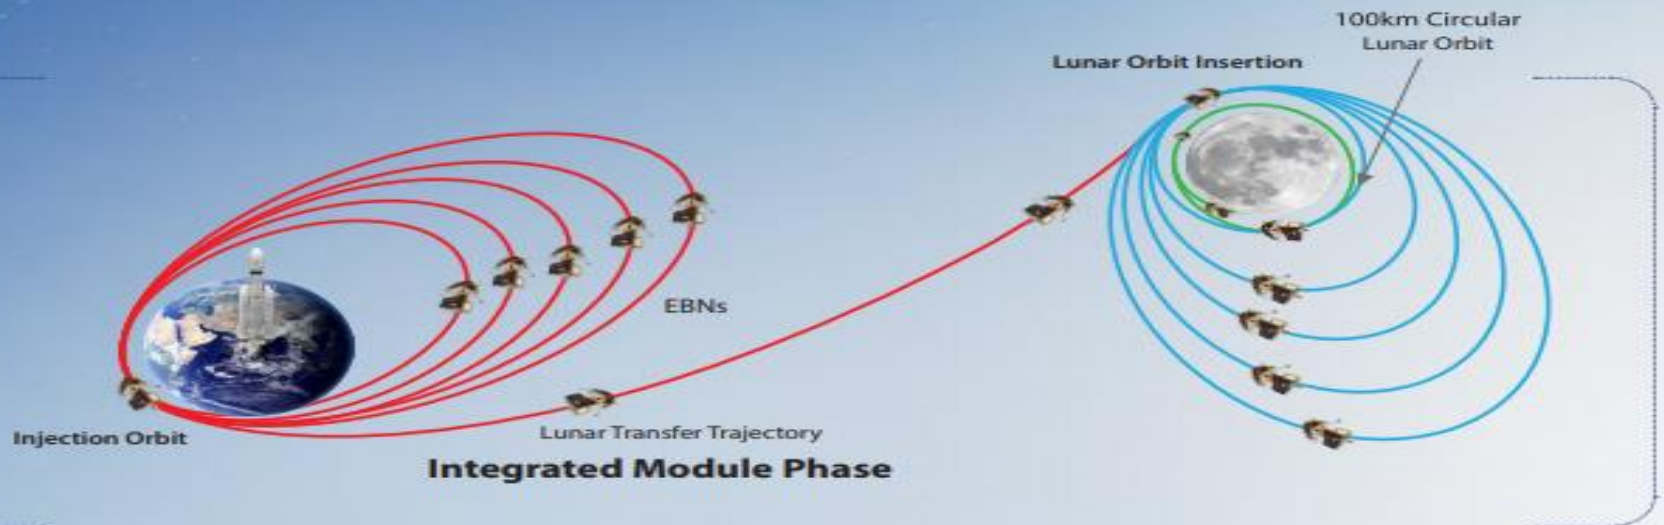 100km Circular
Lunar Orbit
Lunar Orbit Insertion
EBNs
Injection Orbit
Lunar Transfer Trajectory
Integrated Module Phase